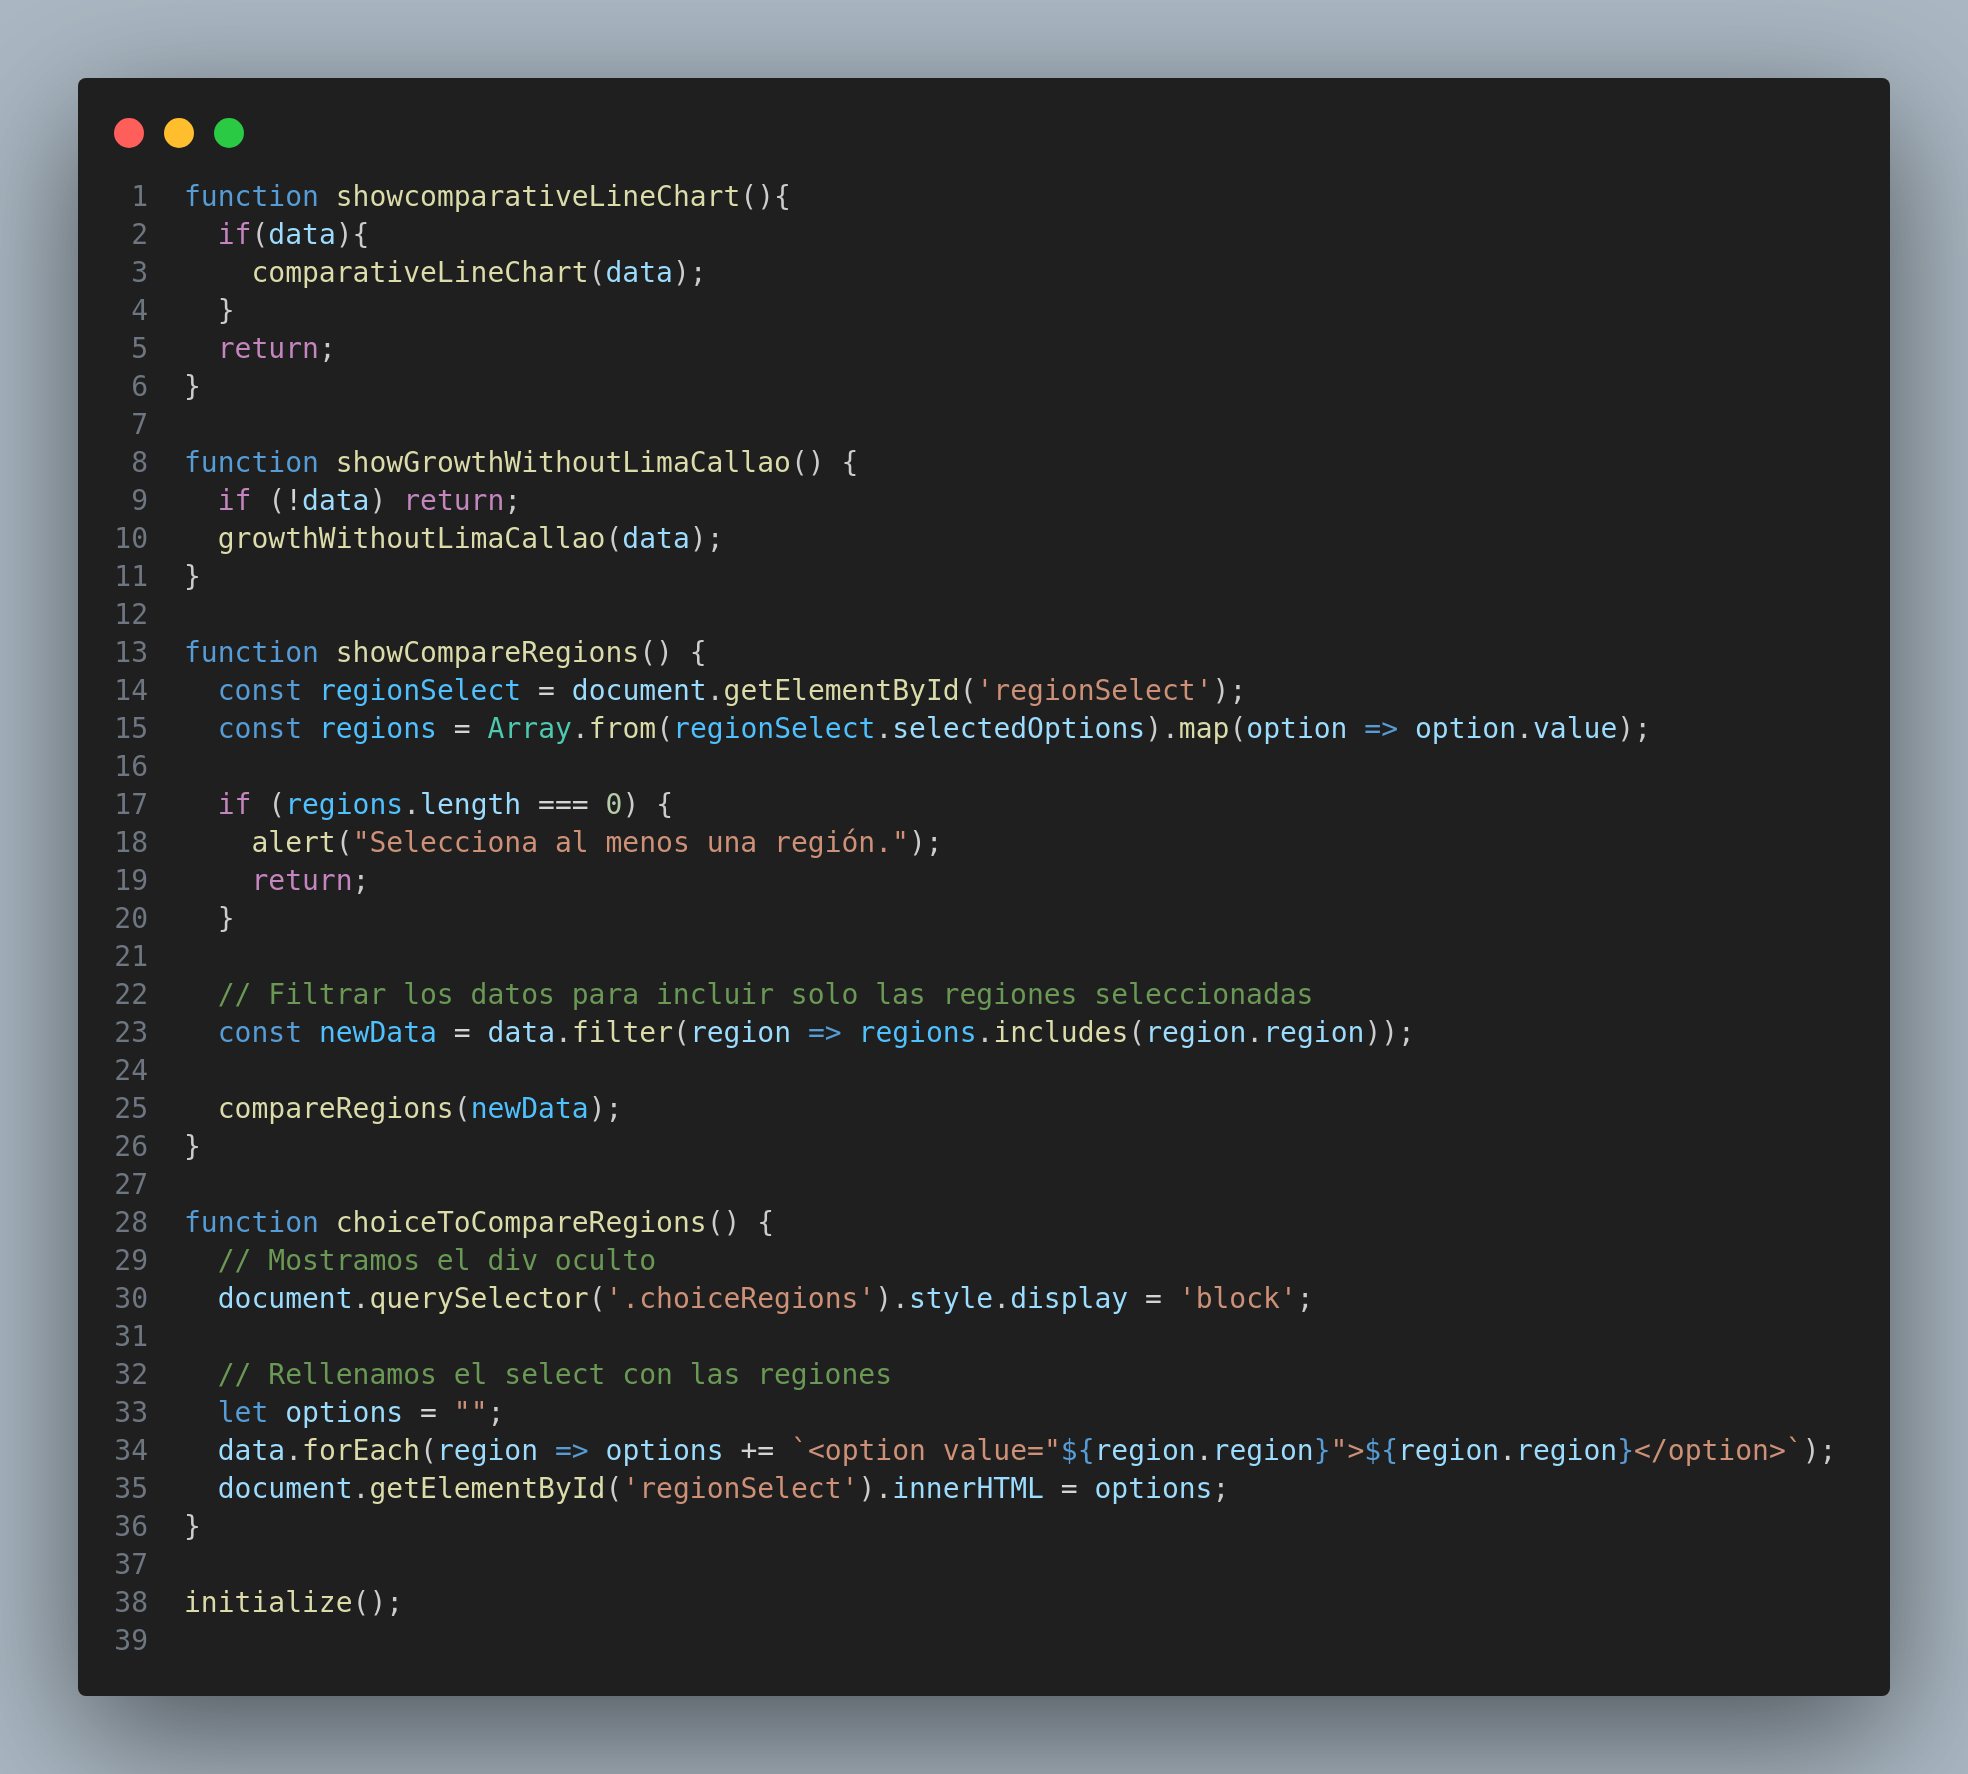 1 function showcomparativeLineChart(){
2   if(data){
3     comparativeLineChart(data);
4   }
5   return;
6 }
7
8 function showGrowthWithoutLimaCallao() {
9   if (!data) return;
10   growthWithoutLimaCallao(data);
11 }
12
13 function showCompareRegions() {
14   const regionSelect = document.getElementById('regionSelect');
15   const regions = Array.from(regionSelect.selectedOptions).map(option => option.value);
16
17   if (regions.length === 0) {
18     alert("Selecciona al menos una región.");
19     return;
20   }
21
22   // Filtrar los datos para incluir solo las regiones seleccionadas
23   const newData = data.filter(region => regions.includes(region.region));
24
25   compareRegions(newData);
26 }
27
28 function choiceToCompareRegions() {
29   // Mostramos el div oculto
30   document.querySelector('.choiceRegions').style.display = 'block';
31
32   // Rellenamos el select con las regiones
33   let options = "";
34   data.forEach(region => options += `<option value="${region.region}">${region.region}</option>`);
35   document.getElementById('regionSelect').innerHTML = options;
36 }
37
38 initialize();
39